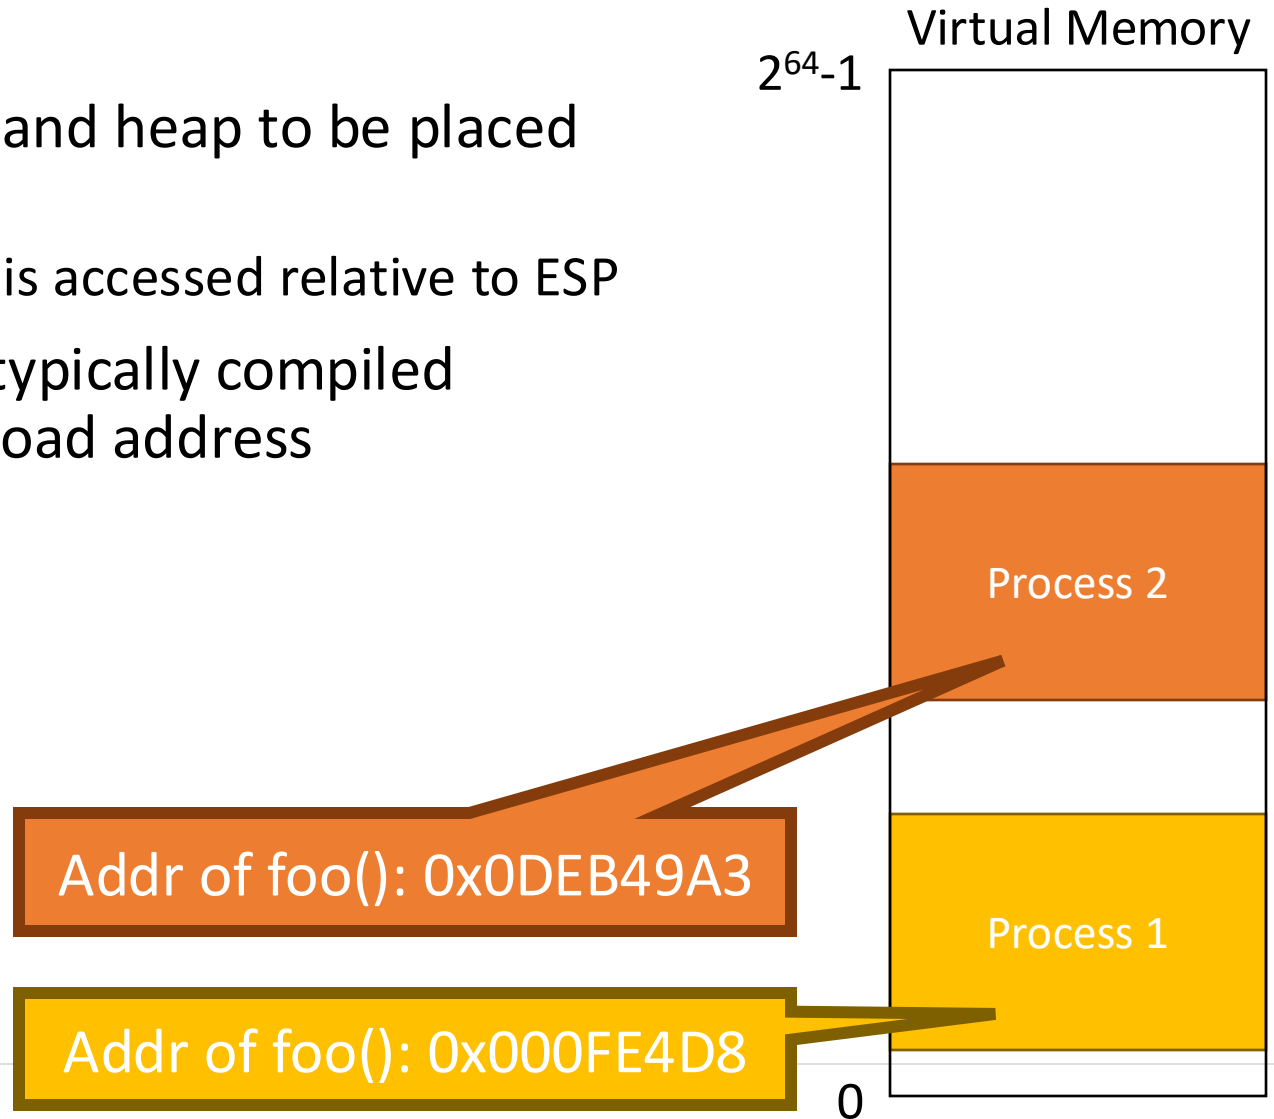 Virtual Memory
2⁶⁴-1
and heap to be placed
is accessed relative to ESP
typically compiled
oad address
Process 2
Addr of foo(): 0x0DEB49A3
Process 1
Addr of foo(): 0x000FE4D8
0